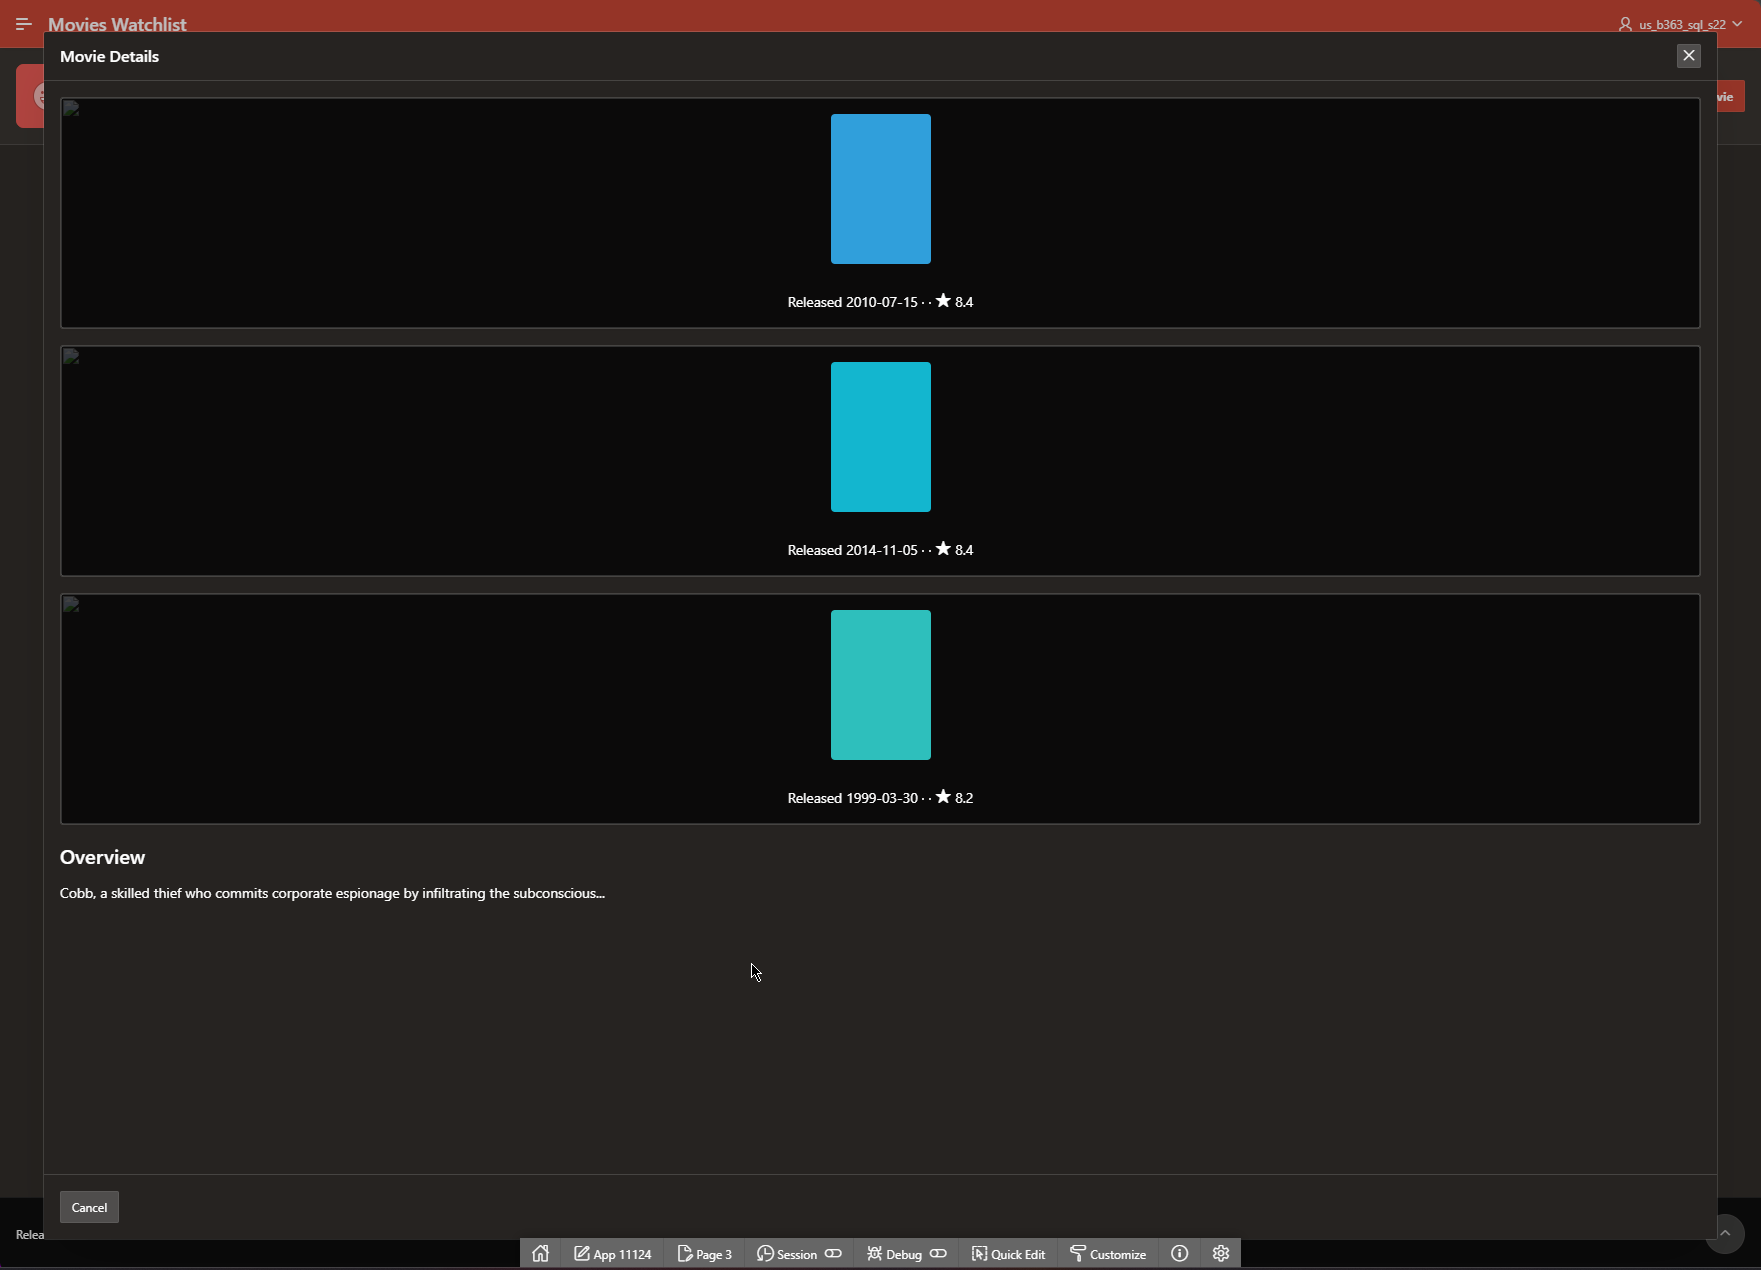 Movies Watchlist
us_b363_sql_s22
Movie Details
vie
Released 2010-07-15 · · ★ 8.4
Released 2014-11-05 · · ★ 8.4
Released 1999-03-30 · · ★ 8.2
Overview
Cobb, a skilled thief who commits corporate espionage by infiltrating the subconscious...
Cancel
Relea
App 11124 Page 3 Session Debug Quick Edit Customize